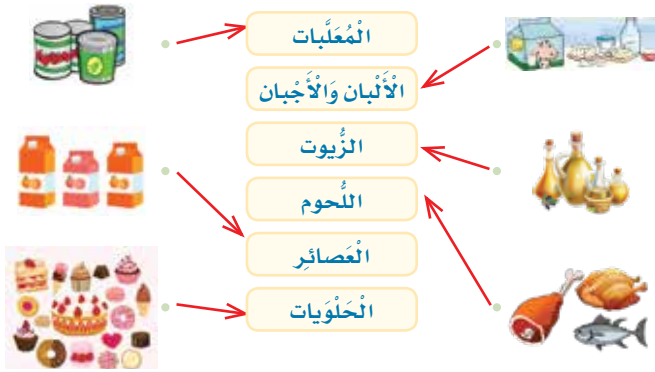 الْمُعَلَّبات
الْأَلْبان وَالْأَجْبان
الزُّيوت
اللُّحوم
الْعَصائِر
الْحَلْوَيات